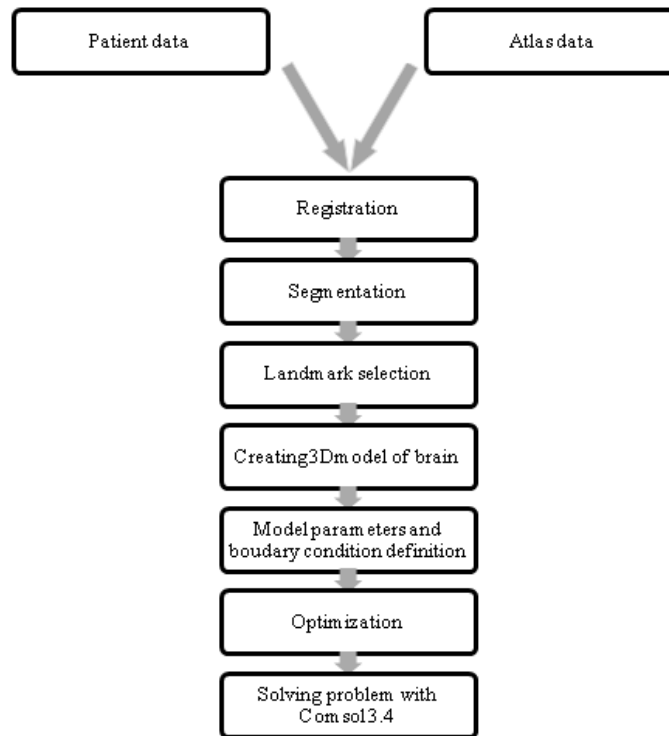 Patient data
Atlas data
Registration
Segmentation
Landmark selection
Creating3Dmodel of brain
Model parameters and
boudary condition definition
Optimization
Solving problem with
Comsol3.4